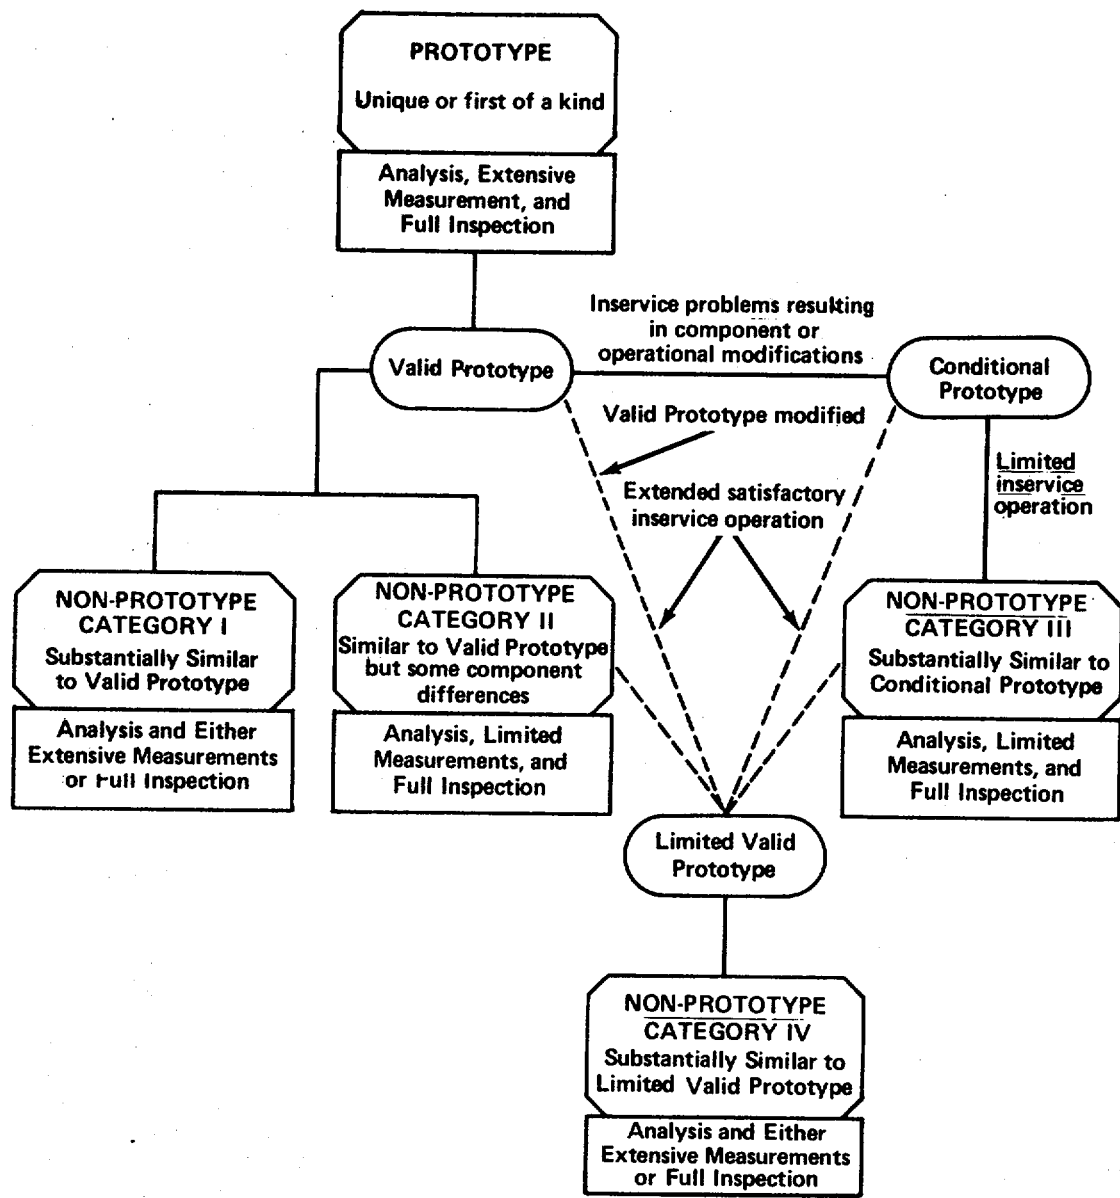 PROTOTYPE
Unique or first of a kind
Analysis, Extensive
Measurement, and
Full Inspection
Inservice problems resulting
in component or
operational modifications
Valid Prototype
Conditional
Prototype
Valid Prototype modified
Limited
inservice
operation
Extended satisfactory
inservice operation
NON-PROTOTYPE
CATEGORY I
Substantially Similar
to Valid Prototype
Analysis and Either
Extensive Measurements
or Full Inspection
NON-PROTOTYPE
CATEGORY II
Similar to Valid Prototype
but some component
differences
Analysis, Limited
Measurements, and
Full Inspection
NON-PROTOTYPE
CATEGORY III
Substantially Similar to
Conditional Prototype
Analysis, Limited
Measurements, and
Full Inspection
Limited Valid
Prototype
NON-PROTOTYPE
CATEGORY IV
Substantially Similar to
Limited Valid Prototype
Analysis and Either
Extensive Measurements
or Full Inspection